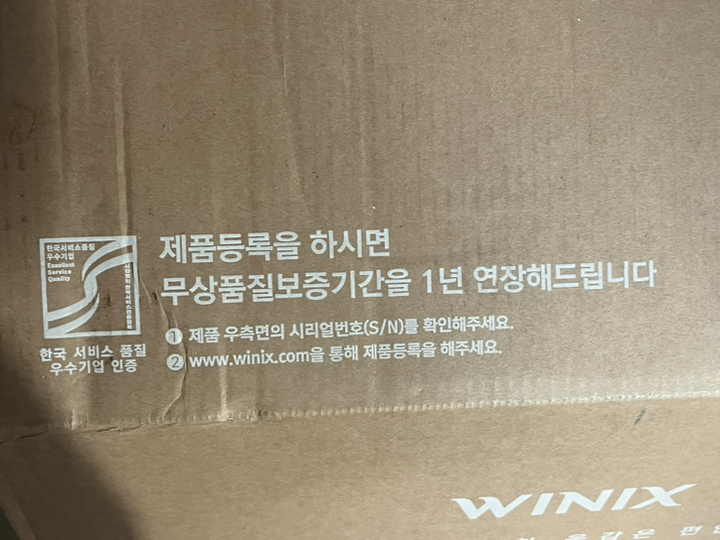 한국서비스품질
우수기업
Excellent
Service
Quality
한국 서비스 품질
우수기업 인증
제품등록을 하시면
무상품질보증기간을 1년 연장해드립니다
① 제품 우측면의 시리얼번호(S/N)를 확인해주세요.
② www.winix.com을 통해 제품등록을 해주세요.
WINIX